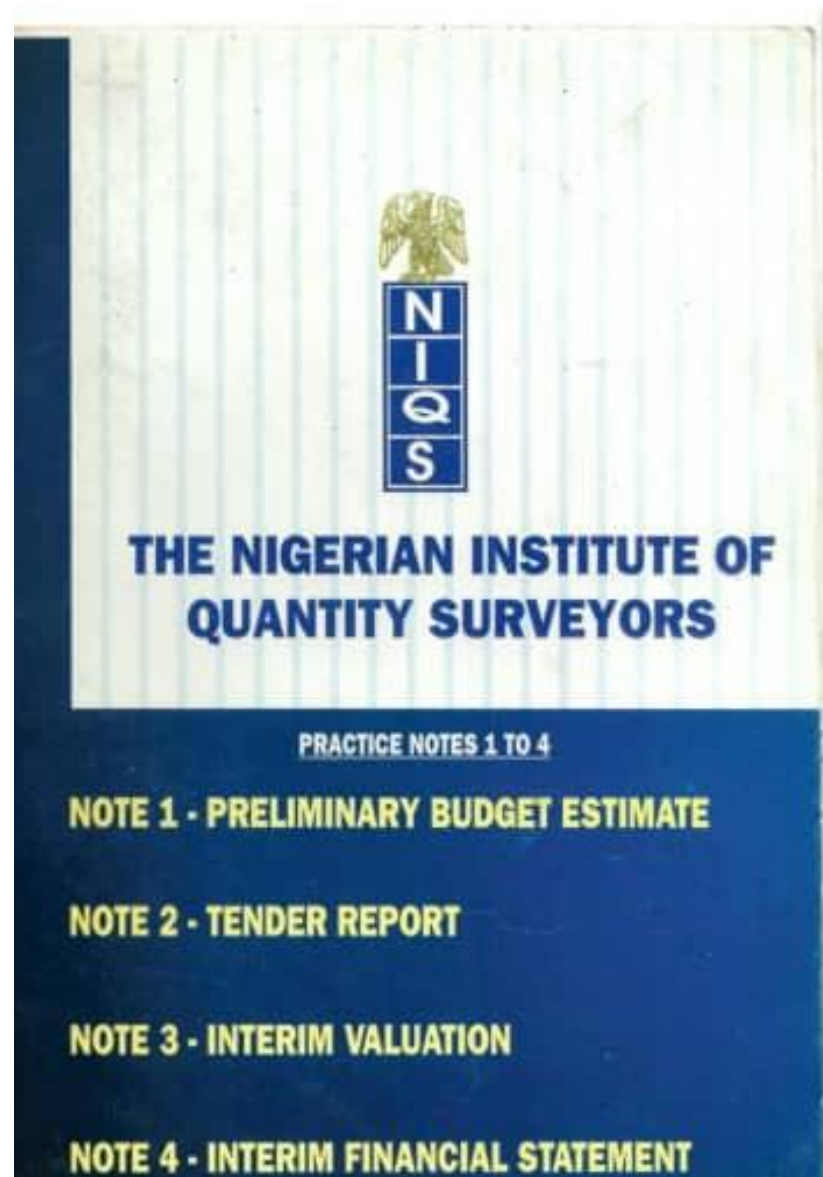 N
I
Q
S
THE NIGERIAN INSTITUTE OF
QUANTITY SURVEYORS
PRACTICE NOTES 1 TO 4
NOTE 1 - PRELIMINARY BUDGET ESTIMATE
NOTE 2 - TENDER REPORT
NOTE 3 - INTERIM VALUATION
NOTE 4 - INTERIM FINANCIAL STATEMENT